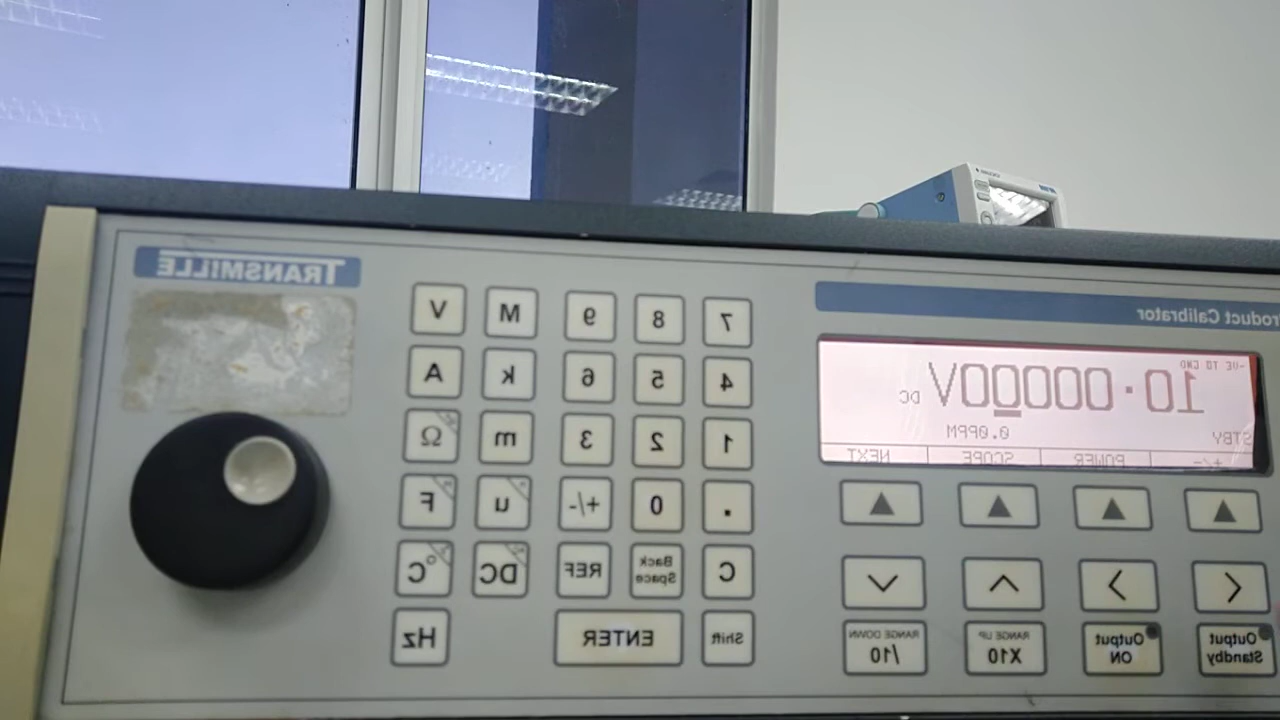 Product Calibrator
TRANSMILLE
-VE TO GND
10.00000V DC
0.0PPM
STBY
+/- POWER SCOPE NEXT
7 8 9 M V
4 5 6 k A
1 2 3 m Ω
. 0 +/- u F
C Back Space REF DC °C
Shift ENTER Hz
Output Standby
Output ON
RANGE UP X10
RANGE DOWN /10